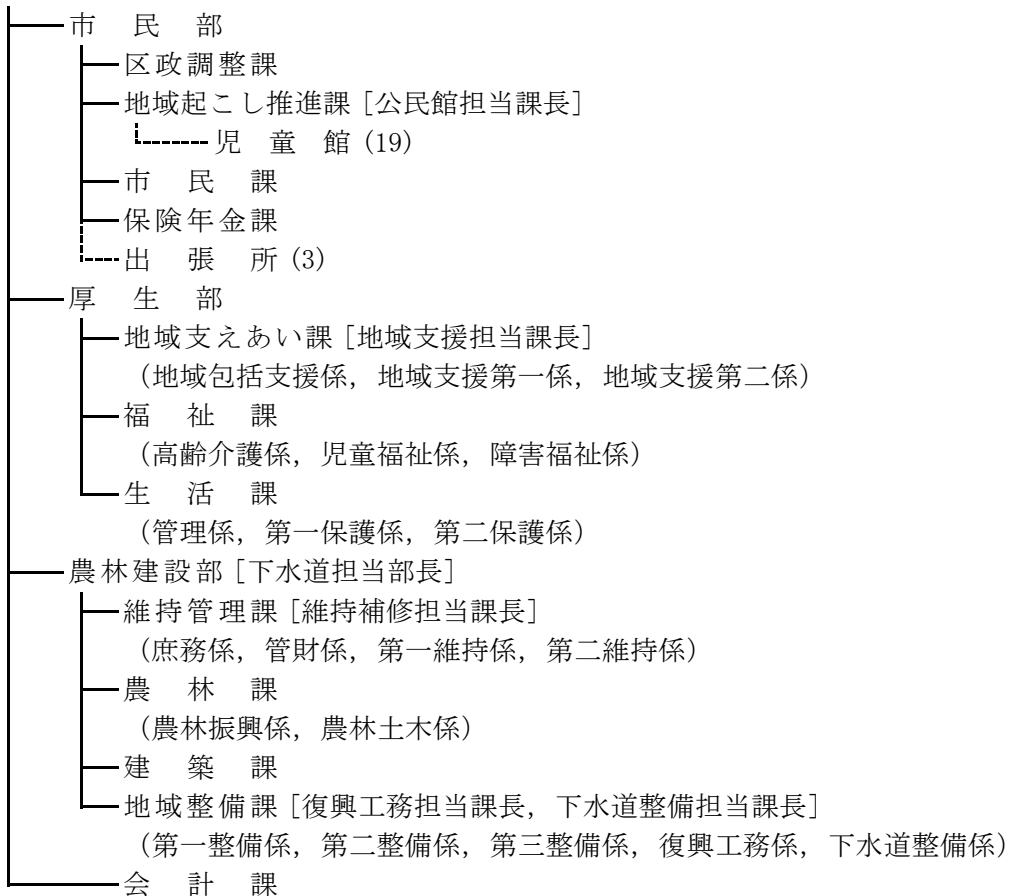 市民部
区政調整課
地域起こし推進課[公民館担当課長]
児童館(19)
市民課
保険年金課
出張所(3)
厚生部
地域支えあい課[地域支援担当課長]
(地域包括支援係,地域支援第一係,地域支援第二係)
福祉課
(高齢介護係,児童福祉係,障害福祉係)
生活課
(管理係,第一保護係,第二保護係)
農林建設部[下水道担当部長]
維持管理課[維持補修担当課長]
(庶務係,管財係,第一維持係,第二維持係)
農林課
(農林振興係,農林土木係)
建築課
地域整備課[復興工務担当課長,下水道整備担当課長]
(第一整備係,第二整備係,第三整備係,復興工務係,下水道整備係)
会計課